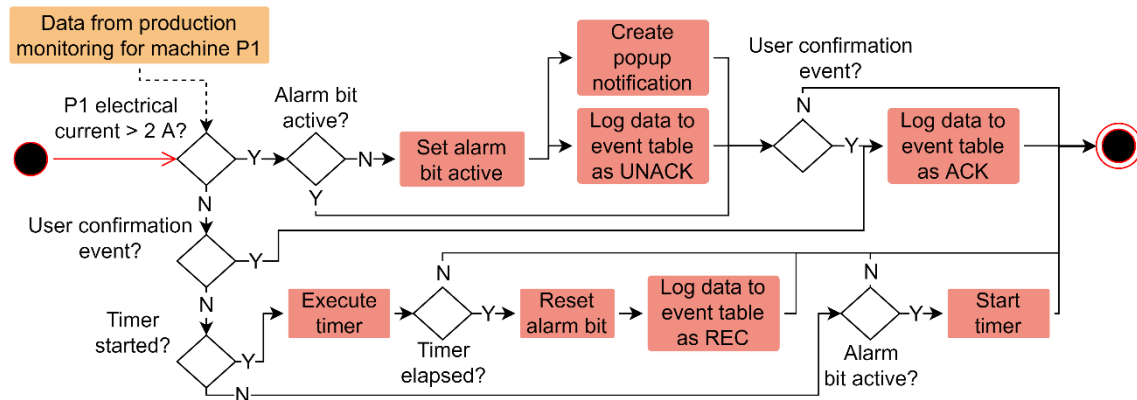 Data from production
monitoring for machine P1
P1 electrical
current > 2 A?
Y
N
Alarm bit
active?
N
Y
Set alarm
bit active
Create
popup
notification
Log data to
event table
as UNACK
User confirmation
event?
N
Y
Log data to
event table
as ACK
User confirmation
event?
Y
N
Timer
started?
Y
N
Execute
timer
N
Y
Timer
elapsed?
Reset
alarm bit
Log data to
event table
as REC
N
Y
Alarm
bit active?
Start
timer